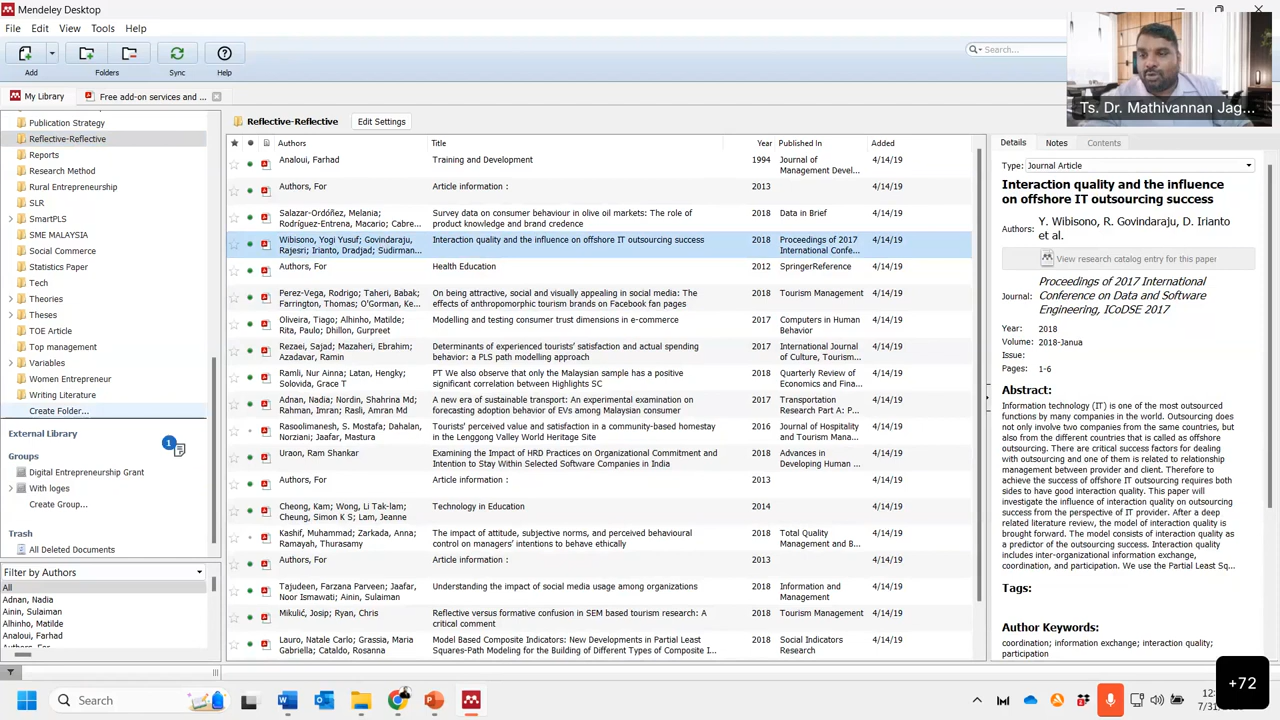 Mendeley Desktop
File Edit View Tools Help
Add Folders Sync Help
Search...
Ts. Dr. Mathivannan Jag...
My Library
Free add-on services and ...
Publication Strategy
Reflective-Reflective
Reports
Research Method
Rural Entrepreneurship
SLR
SmartPLS
SME MALAYSIA
Social Commerce
Statistics Paper
Tech
Theories
Theses
TOE Article
Top management
Variables
Women Entrepreneur
Writing Literature
Create Folder...
External Library
1
Groups
Digital Entrepreneurship Grant
With loges
Create Group...
Trash
All Deleted Documents
Filter by Authors
All
Adnan, Nadia
Ainin, Sulaiman
Alhinho, Matilde
Analoui, Farhad
Reflective-Reflective Edit Settings
Authors Title Year Published In Added
Analoui, Farhad Training and Development 1994 Journal of 4/14/19
Management Devel...
Authors, For Article information : 2013 4/14/19
Salazar-Ordóñez, Melania; Survey data on consumer behaviour in olive oil markets: The role of 2018 Data in Brief 4/14/19
Rodríguez-Entrena, Macario; Cabre... product knowledge and brand credence
Wibisono, Yogi Yusuf; Govindaraju, Interaction quality and the influence on offshore IT outsourcing success 2018 Proceedings of 2017 4/14/19
Rajesri; Irianto, Dradjad; Sudirman... International Confe...
Authors, For Health Education 2012 SpringerReference 4/14/19
Perez-Vega, Rodrigo; Taheri, Babak; On being attractive, social and visually appealing in social media: The 2018 Tourism Management 4/14/19
Farrington, Thomas; O'Gorman, Ke... effects of anthropomorphic tourism brands on Facebook fan pages
Oliveira, Tiago; Alhinho, Matilde; Modelling and testing consumer trust dimensions in e-commerce 2017 Computers in Human 4/14/19
Rita, Paulo; Dhillon, Gurpreet Behavior
Rezaei, Sajad; Mazaheri, Ebrahim; Determinants of experienced tourists' satisfaction and actual spending 2017 International Journal 4/14/19
Azadavar, Ramin behavior: a PLS path modelling approach of Culture, Tourism...
Ramli, Nur Ainna; Latan, Hengky; PT We also observe that only the Malaysian sample has a positive 2018 Quarterly Review of 4/14/19
Solovida, Grace T significant correlation between Highlights SC Economics and Fina...
Adnan, Nadia; Nordin, Shahrina Md; A new era of sustainable transport: An experimental examination on 2017 Transportation 4/14/19
Rahman, Imran; Rasli, Amran Md forecasting adoption behavior of EVs among Malaysian consumer Research Part A: P...
Rasoolimanesh, S. Mostafa; Dahalan, Tourists' perceived value and satisfaction in a community-based homestay 2016 Journal of Hospitality 4/14/19
Norziani; Jaafar, Mastura in the Lenggong Valley World Heritage Site and Tourism Mana...
Uraon, Ram Shankar Examining the Impact of HRD Practices on Organizational Commitment 2018 Advances in 4/14/19
and Intention to Stay Within Selected Software Companies in India Developing Human ...
Authors, For Article information : 2013 4/14/19
Cheong, Kam; Wong, Li Tak-lam; Technology in Education 2014 4/14/19
Cheung, Simon K S; Lam, Jeanne
Kashif, Muhammad; Zarkada, Anna; The impact of attitude, subjective norms, and perceived behavioural 2018 Total Quality 4/14/19
Ramayah, Thurasamy control on managers' intentions to behave ethically Management and B...
Authors, For Article information : 2013 4/14/19
Tajudeen, Farzana Parveen; Jaafar, Understanding the impact of social media usage among organizations 2018 Information and 4/14/19
Noor Ismawati; Ainin, Sulaiman Management
Mikulić, Josip; Ryan, Chris Reflective versus formative confusion in SEM based tourism research: A 2018 Tourism Management 4/14/19
critical comment
Lauro, Natale Carlo; Grassia, Maria Model Based Composite Indicators: New Developments in Partial Least 2018 Social Indicators 4/14/19
Gabriella; Cataldo, Rosanna Squares-Path Modeling for the Building of Different Types of Composite I... Research
Details Notes Contents
Type: Journal Article
Interaction quality and the influence
on offshore IT outsourcing success
Authors: Y. Wibisono, R. Govindaraju, D. Irianto
et al.
View research catalog entry for this paper
Journal: Proceedings of 2017 International
Conference on Data and Software
Engineering, ICoDSE 2017
Year: 2018
Volume: 2018-Janua
Issue:
Pages: 1-6
Abstract:
Information technology (IT) is one of the most outsourced
functions by many companies in the world. Outsourcing does
not only involve two companies from the same countries, but
also from the different countries that is called as offshore
outsourcing. There are critical success factors for dealing
with outsourcing and one of them is related to relationship
management between provider and client. Therefore to
achieve the success of offshore IT outsourcing requires both
sides to have good interaction quality. This paper will
investigate the influence of interaction quality on outsourcing
success from the perspective of IT provider. After a deep
related literature review, the model of interaction quality is
brought forward. The model consists of interaction quality as
a predictor of the outsourcing success. Interaction quality
includes inter-organizational information exchange,
coordination, and participation. We use the Partial Least Sq...
Tags:
Author Keywords:
coordination; information exchange; interaction quality;
participation
+72
Search